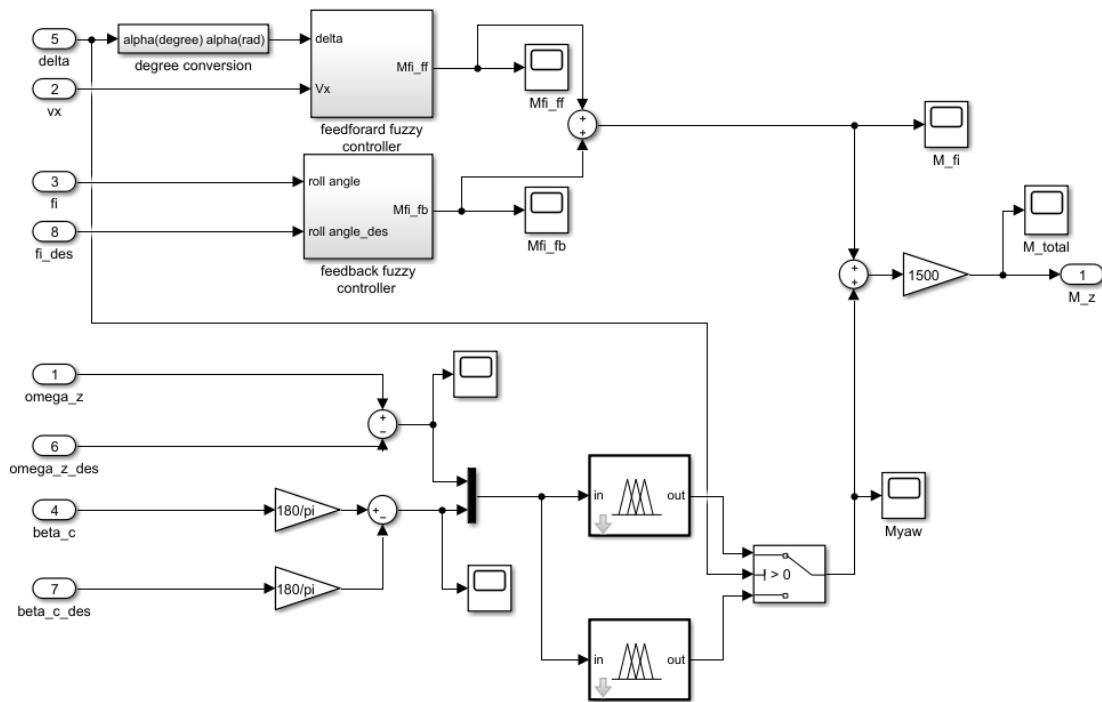 5
delta
alpha(degree) alpha(rad)
degree conversion
2
vx
delta
Vx
Mfi_ff
feedforard fuzzy
controller
Mfi_ff
+
+
M_fi
3
fi
8
fi_des
roll angle
roll angle_des
Mfi_fb
feedback fuzzy
controller
Mfi_fb
M_total
+
+
1500
1
M_z
1
omega_z
+
−
6
omega_z_des
4
beta_c
180/pi
+−
7
beta_c_des
180/pi
in
out
Myaw
> 0
in
out